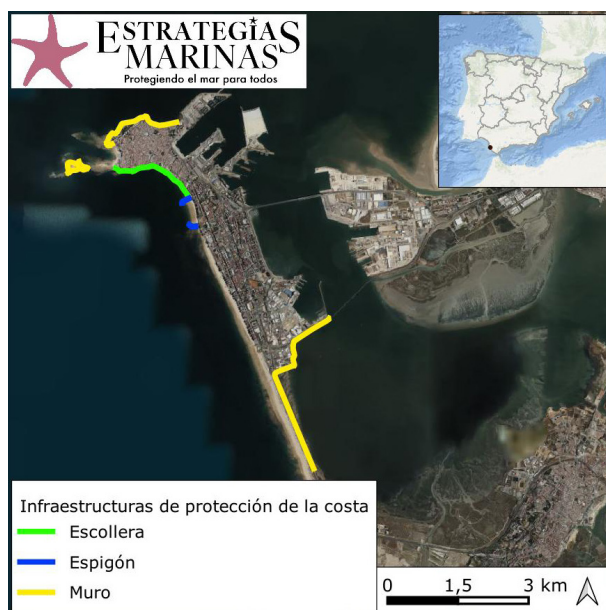 ESTRATEGIAS
MARINAS
Protegiendo el mar para todos
Infraestructuras de protección de la costa
Escollera
Espigón
Muro
0 1,5 3 km